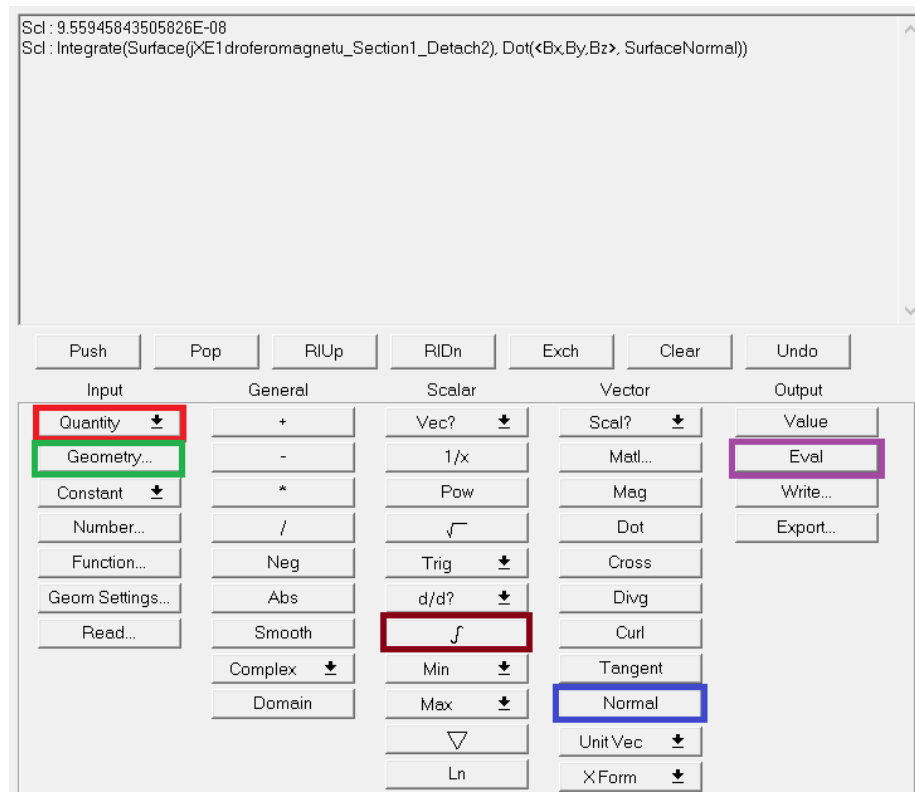 Scl : 9.55945843505826E-08
Scl : Integrate(Surface(jXE1droferomagnetu_Section1_Detach2), Dot(<Bx,By,Bz>, SurfaceNormal))
Push Pop RlUp RlDn Exch Clear Undo
Input General Scalar Vector Output
Quantity + Vec? Scal? Value
Geometry... - 1/x Matl... Eval
Constant * Pow Mag Write...
Number... / √ Dot Export...
Function... Neg Trig Cross
Geom Settings... Abs d/d? Divg
Read... Smooth ∫ Curl
Complex Min Tangent
Domain Max Normal
▽ Unit Vec
Ln X Form